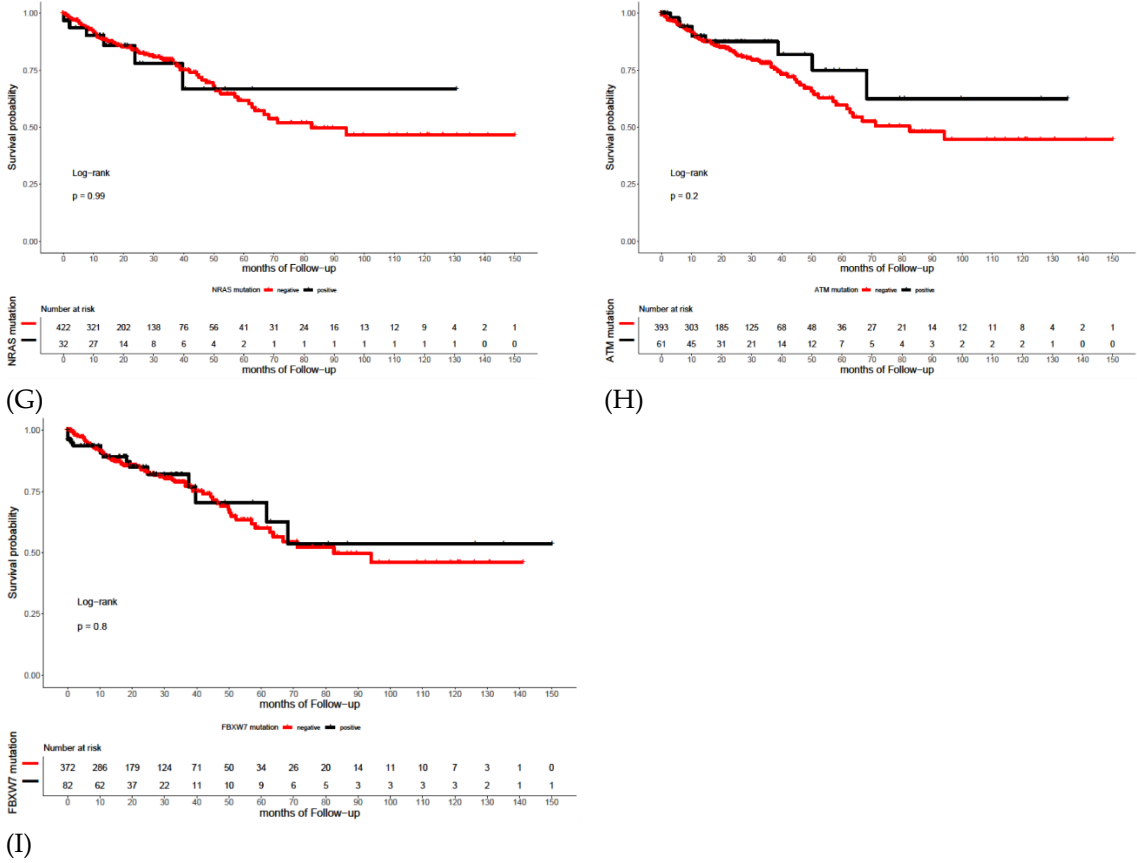 1.00
0.75
0.50
0.25
0.00
Survival probability
Log-rank
p = 0.99
0 10 20 30 40 50 60 70 80 90 100 110 120 130 140 150
months of Follow-up
NRAS mutation negative positive
NRAS mutation
Number at risk
422 321 202 138 76 56 41 31 24 16 13 12 9 4 2 1
32 27 14 8 6 4 2 1 1 1 1 1 1 1 0 0
0 10 20 30 40 50 60 70 80 90 100 110 120 130 140 150
months of Follow-up
(G)
1.00
0.75
0.50
0.25
0.00
Survival probability
Log-rank
p = 0.2
0 10 20 30 40 50 60 70 80 90 100 110 120 130 140 150
months of Follow-up
ATM mutation negative positive
ATM mutation
Number at risk
393 303 185 125 68 48 36 27 21 14 12 11 8 4 2 1
61 45 31 21 14 12 7 5 4 3 2 2 2 1 0 0
0 10 20 30 40 50 60 70 80 90 100 110 120 130 140 150
months of Follow-up
(H)
1.00
0.75
0.50
0.25
0.00
Survival probability
Log-rank
p = 0.8
0 10 20 30 40 50 60 70 80 90 100 110 120 130 140 150
months of Follow-up
FBXW7 mutation negative positive
FBXW7 mutation
Number at risk
372 286 179 124 71 50 34 26 20 14 11 10 7 3 1 0
82 62 37 22 11 10 9 6 5 3 3 3 3 2 1 1
0 10 20 30 40 50 60 70 80 90 100 110 120 130 140 150
months of Follow-up
(I)